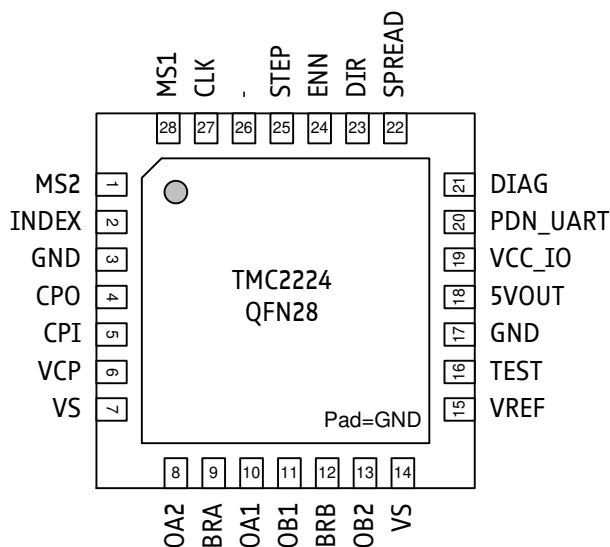 MS1 CLK - STEP ENN DIR SPREAD
28 27 26 25 24 23 22
MS2 1
INDEX 2
GND 3
CPO 4
CPI 5
VCP 6
VS 7
TMC2224
QFN28
Pad=GND
21 DIAG
20 PDN_UART
19 VCC_IO
18 5VOUT
17 GND
16 TEST
15 VREF
8 9 10 11 12 13 14
OA2 BRA OA1 OB1 BRB OB2 VS